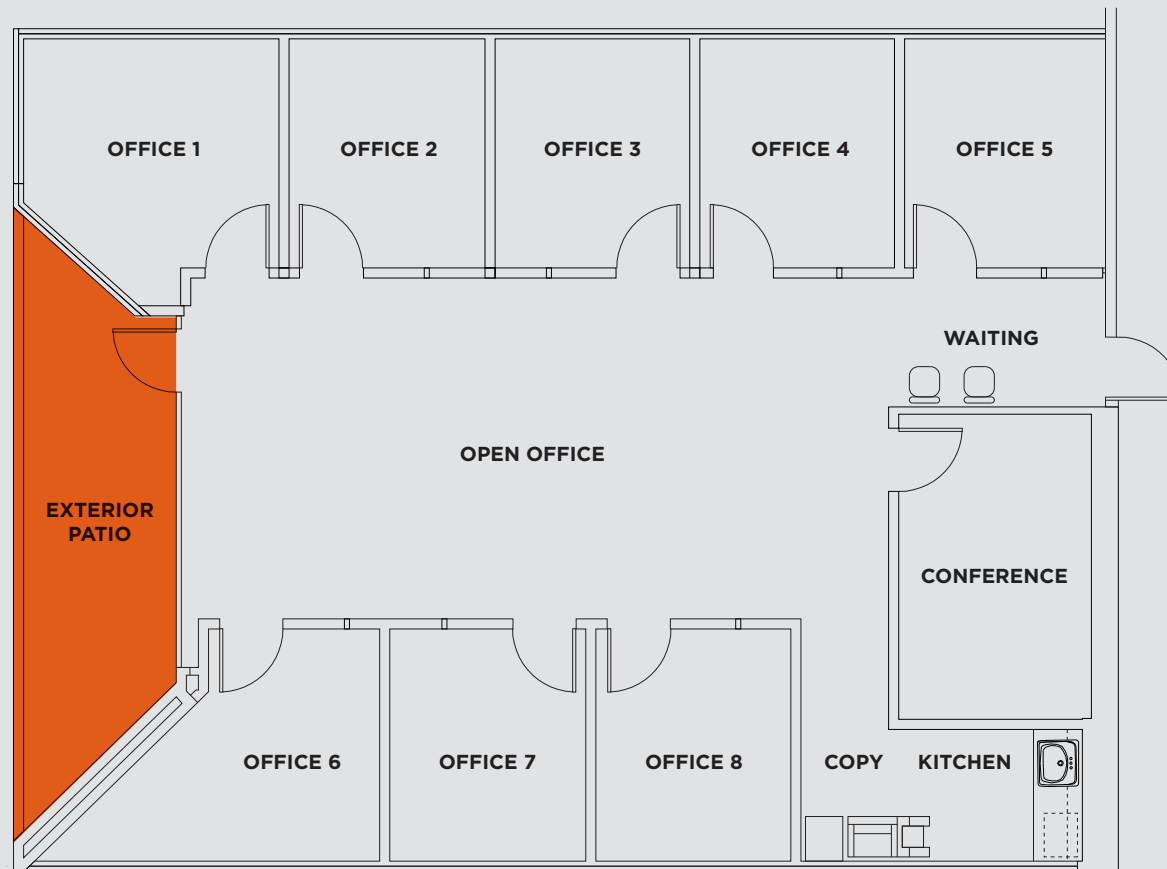 OFFICE 1
OFFICE 2
OFFICE 3
OFFICE 4
OFFICE 5
WAITING
OPEN OFFICE
EXTERIOR
PATIO
CONFERENCE
OFFICE 6
OFFICE 7
OFFICE 8
COPY
KITCHEN